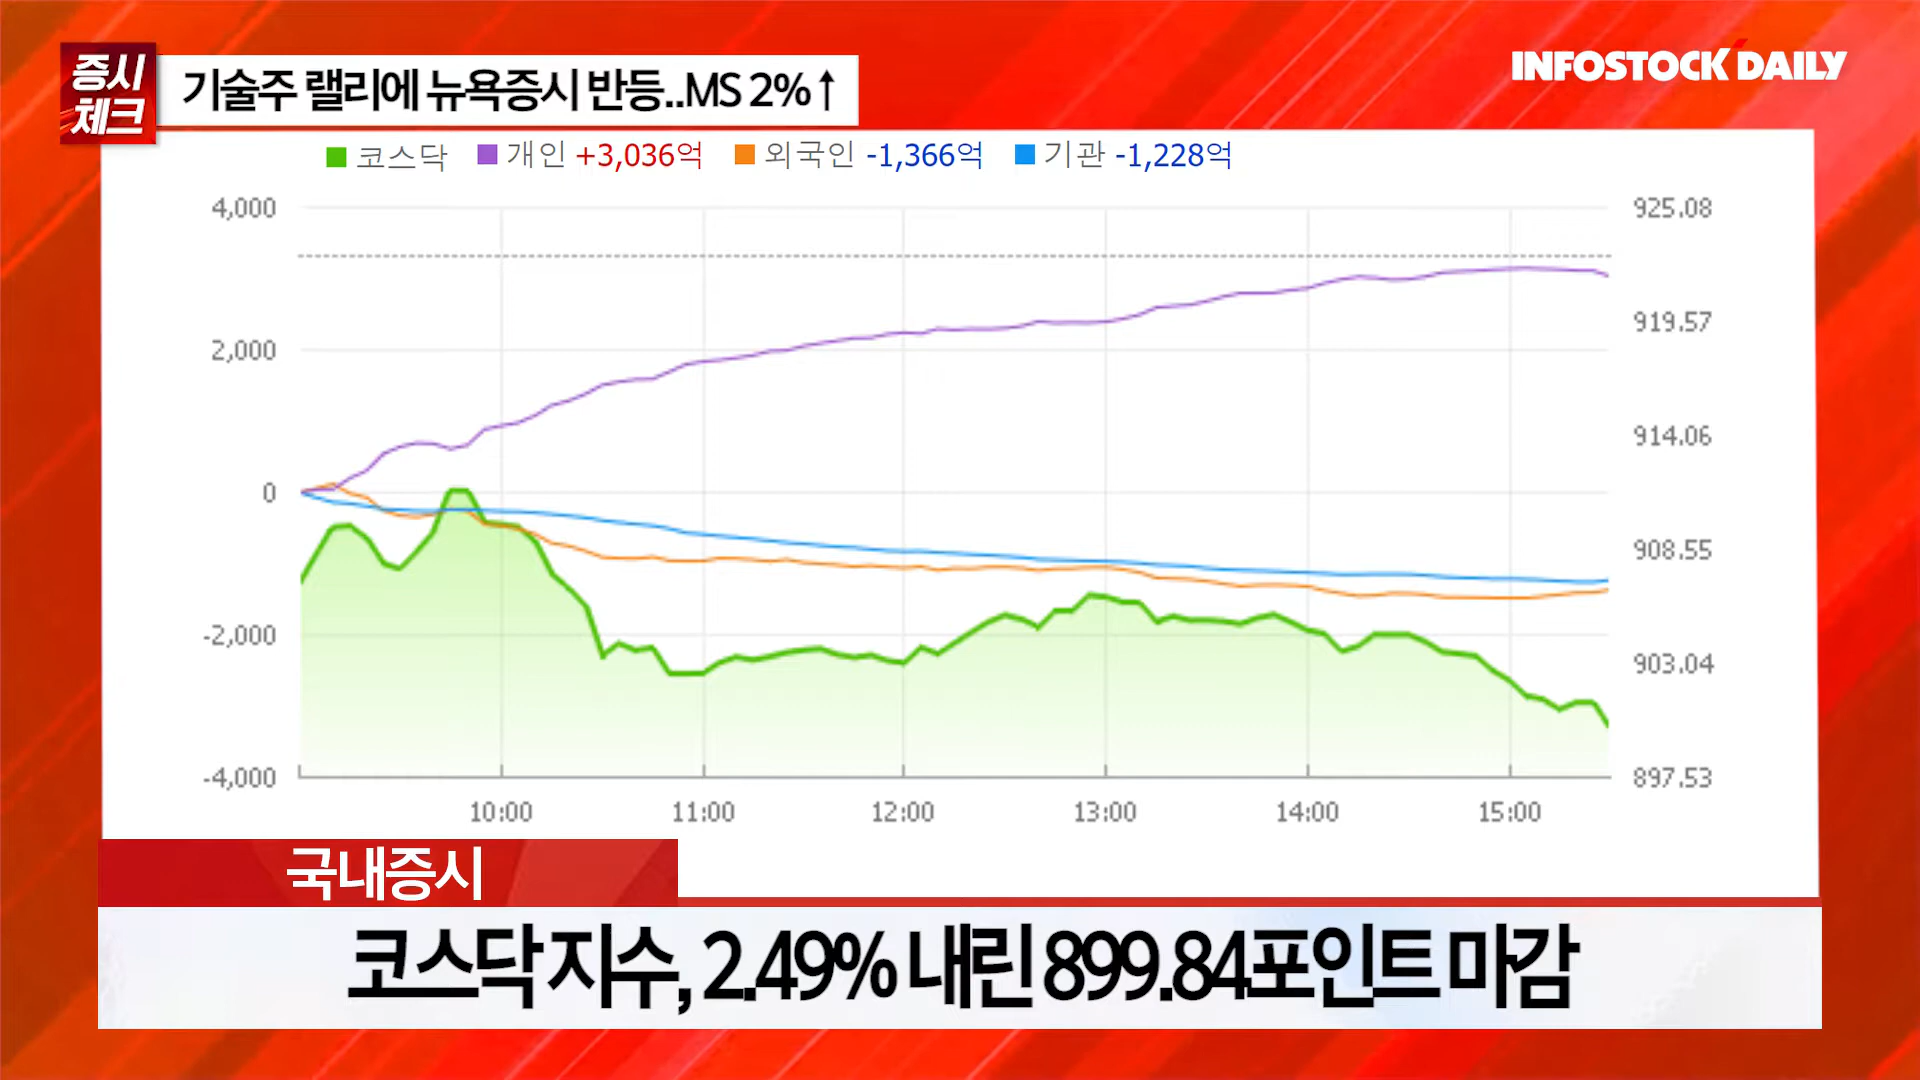 증시
체크
기술주 랠리에 뉴욕증시 반등..MS 2%↑
INFOSTOCK DAILY
코스닥 개인 +3,036억 외국인 -1,366억 기관 -1,228억
4,000
2,000
0
-2,000
-4,000
925.08
919.57
914.06
908.55
903.04
897.53
10:00 11:00 12:00 13:00 14:00 15:00
국내증시
코스닥 지수, 2.49% 내린 899.84포인트 마감